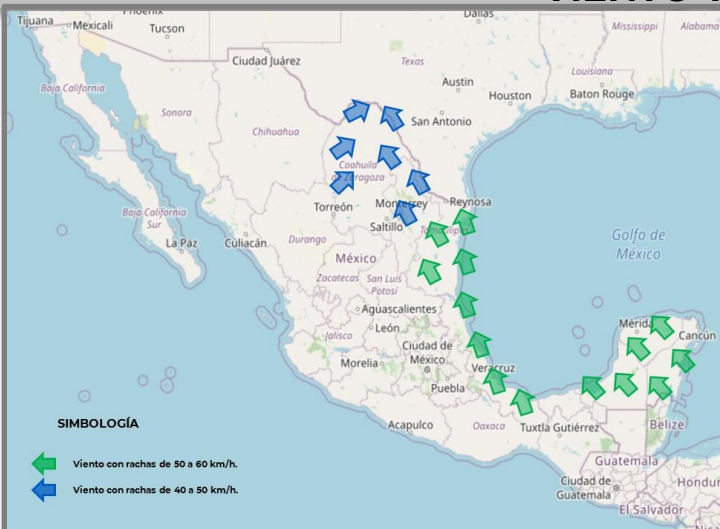 Dallas
Tijuana
Mexicali
Tucson
Mississippi
Alabama
Ciudad Juárez
Texas
Louisiana
Baja California
Austin
Houston
Baton Rouge
Sonora
San Antonio
Chihuahua
Coahuila
de Zaragoza
Torreón
Monterrey
Reynosa
Baja California
Sur
Saltillo
Tamaulipas
La Paz
Culiacán
Durango
Golfo de
México
México
Zacatecas
San Luis
Potosí
Aguascalientes
Mérida
Cancún
León
Jalisco
Ciudad de
México
Morelia
Veracruz
Puebla
Acapulco
Oaxaca
Tuxtla Gutiérrez
Belize
SIMBOLOGÍA
Viento con rachas de 50 a 60 km/h.
Viento con rachas de 40 a 50 km/h.
Guatemala
Ciudad de
Guatemala
Hondur
El Salvador